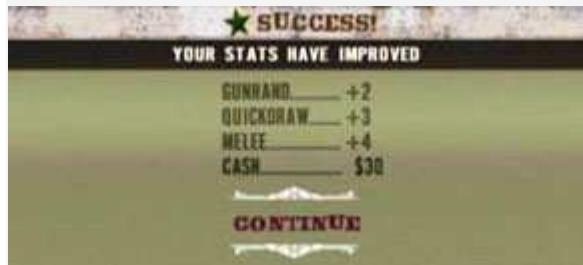 SUCCESS!
YOUR STATS HAVE IMPROVED
GUNHAND...... +2
QUICKDRAW...... +3
MELEE........... +4
CASH........... $30
CONTINUE